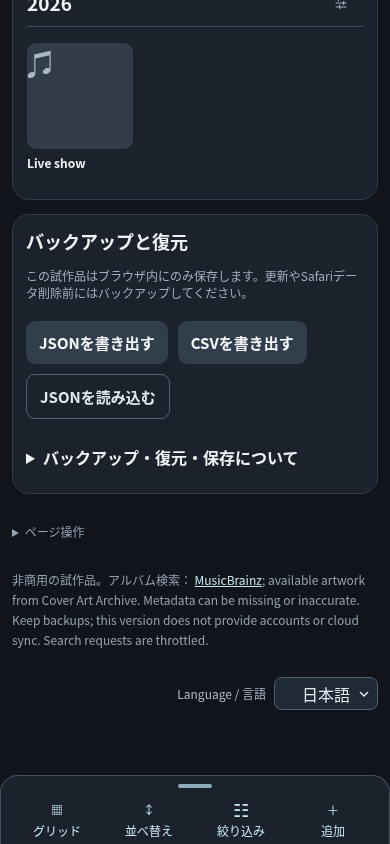 2026
Live show
バックアップと復元
この試作品はブラウザ内にのみ保存します。更新やSafariデー
タ削除前にはバックアップしてください。
JSONを書き出す
CSVを書き出す
JSONを読み込む
バックアップ・復元・保存について
ページ操作
非商用の試作品。アルバム検索： MusicBrainz; available artwork
from Cover Art Archive. Metadata can be missing or inaccurate.
Keep backups; this version does not provide accounts or cloud
sync. Search requests are throttled.
Language / 言語
日本語
グリッド
並べ替え
絞り込み
追加